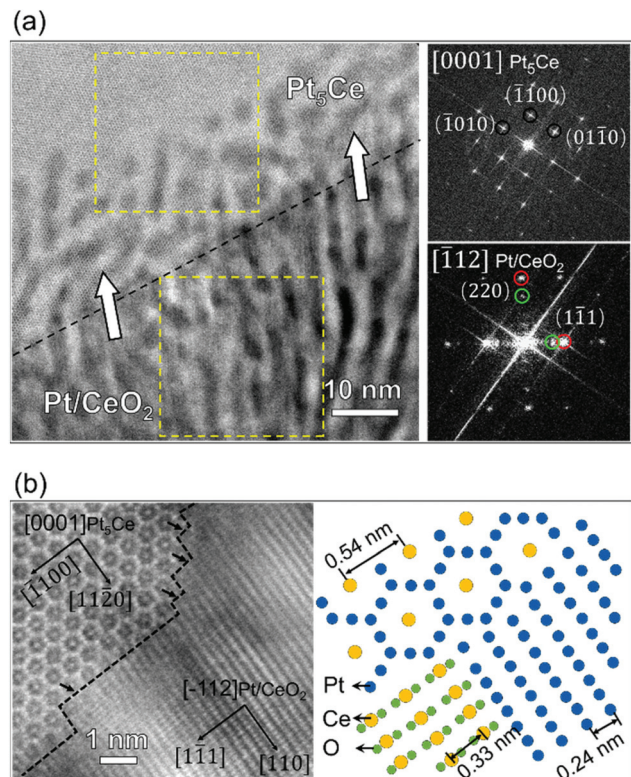 (a)
Pt₅Ce
Pt/CeO₂
10 nm
[0001] Pt₅Ce
(1̄100)
(1̄010)
(011̄0)
[1̄12] Pt/CeO₂
(220)
(11̄1)
(b)
[0001]Pt₅Ce
[1̄100]
[112̄0]
[-112]Pt/CeO₂
[11̄1]
[110]
1 nm
0.54 nm
Pt
Ce
O
0.33 nm
0.24 nm